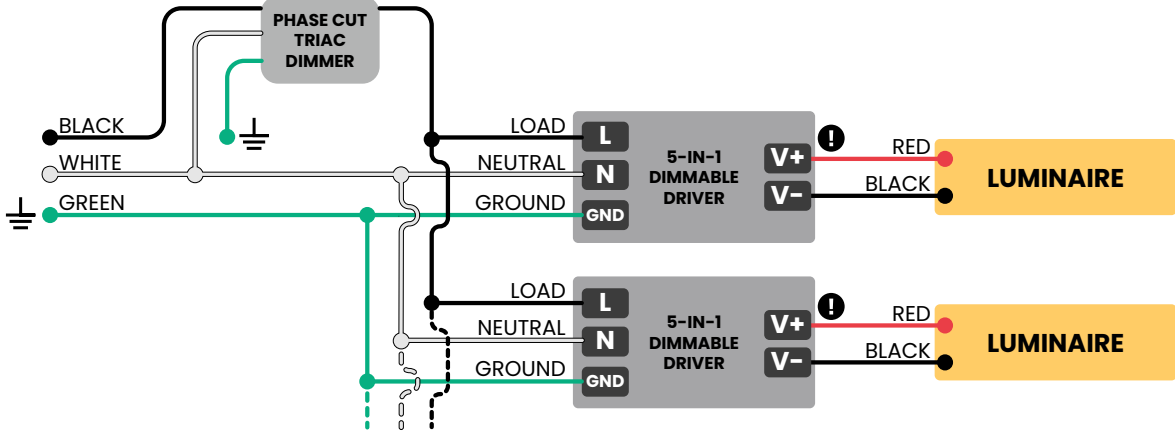 PHASE CUT
TRIAC
DIMMER
BLACK
WHITE
GREEN
LOAD
NEUTRAL
GROUND
L
N
GND
5-IN-1
DIMMABLE
DRIVER
V+
V-
!
RED
BLACK
LUMINAIRE
LOAD
NEUTRAL
GROUND
L
N
GND
5-IN-1
DIMMABLE
DRIVER
V+
V-
!
RED
BLACK
LUMINAIRE